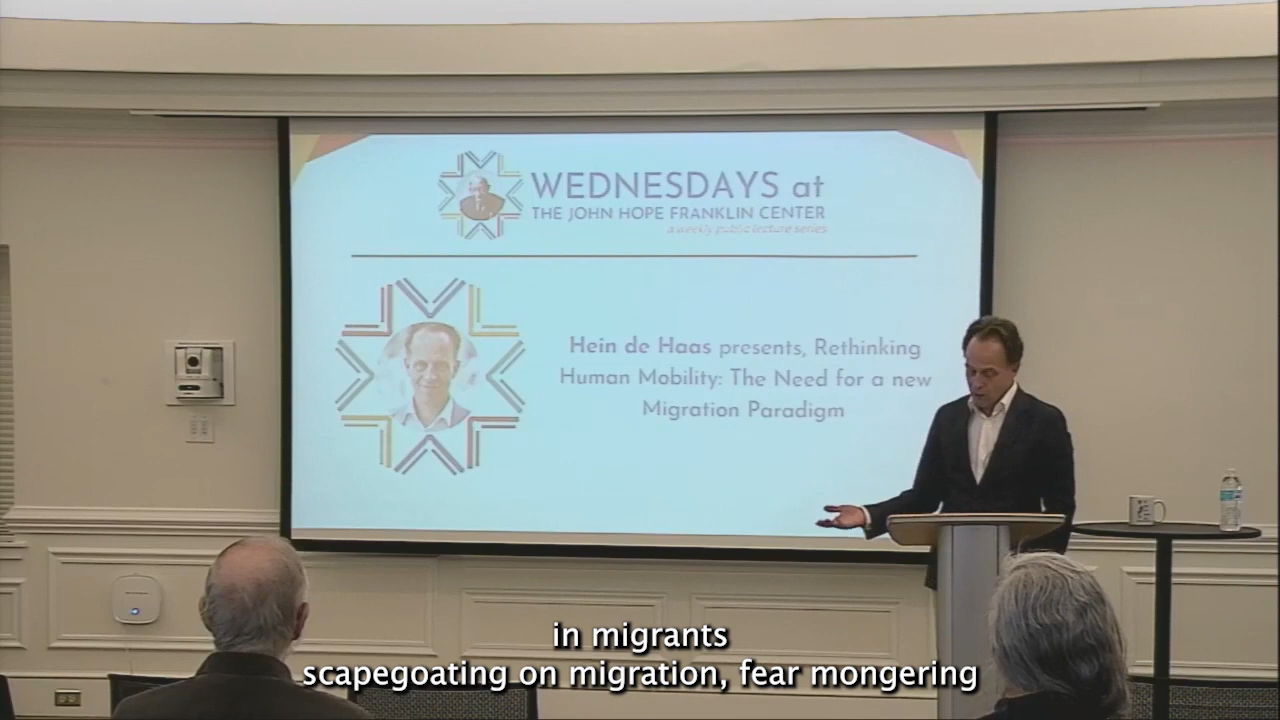 WEDNESDAYS at
THE JOHN HOPE FRANKLIN CENTER
a weekly public lecture series
Hein de Haas presents, Rethinking
Human Mobility: The Need for a new
Migration Paradigm
in migrants
scapegoating on migration, fear mongering